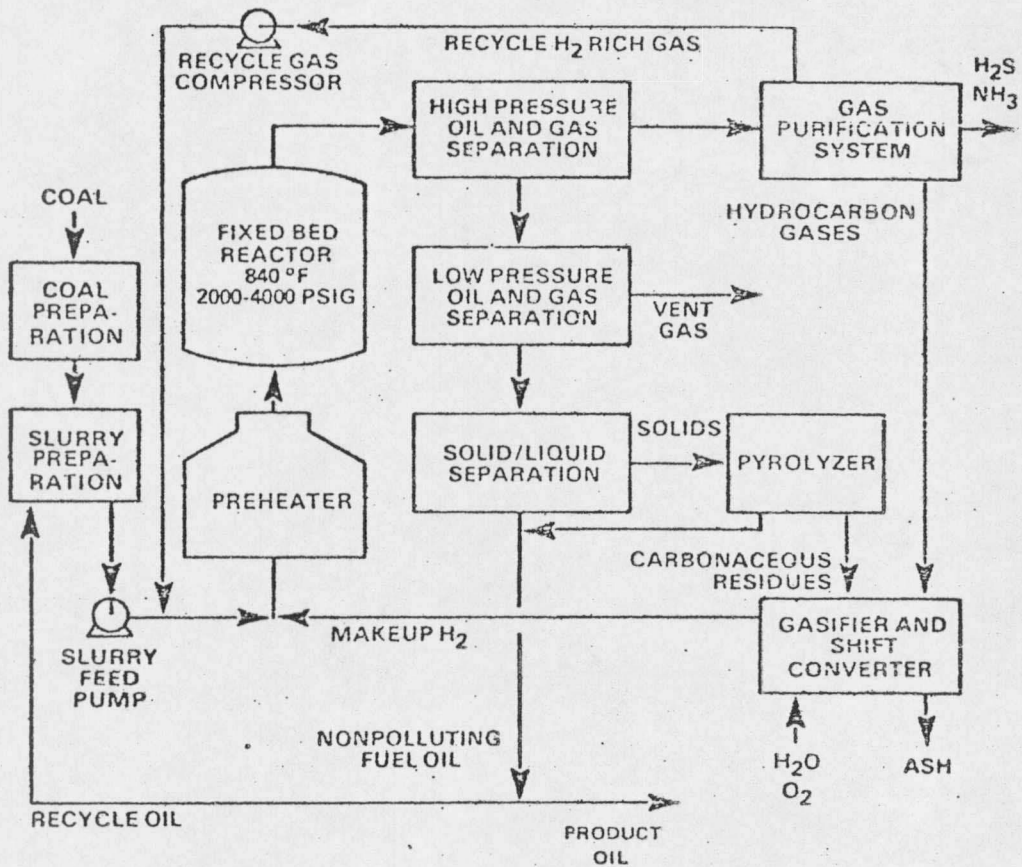 RECYCLE GAS
COMPRESSOR
RECYCLE H₂ RICH GAS
HIGH PRESSURE
OIL AND GAS
SEPARATION
GAS
PURIFICATION
SYSTEM
H₂S
NH₃
COAL
COAL
PREPA-
RATION
FIXED BED
REACTOR
840 °F
2000-4000 PSIG
LOW PRESSURE
OIL AND GAS
SEPARATION
VENT
GAS
HYDROCARBON
GASES
SLURRY
PREPA-
RATION
PREHEATER
SOLID/LIQUID
SEPARATION
SOLIDS
PYROLYZER
CARBONACEOUS
RESIDUES
SLURRY
FEED
PUMP
MAKEUP H₂
GASIFIER AND
SHIFT
CONVERTER
NONPOLLUTING
FUEL OIL
H₂O
O₂
ASH
RECYCLE OIL
PRODUCT
OIL